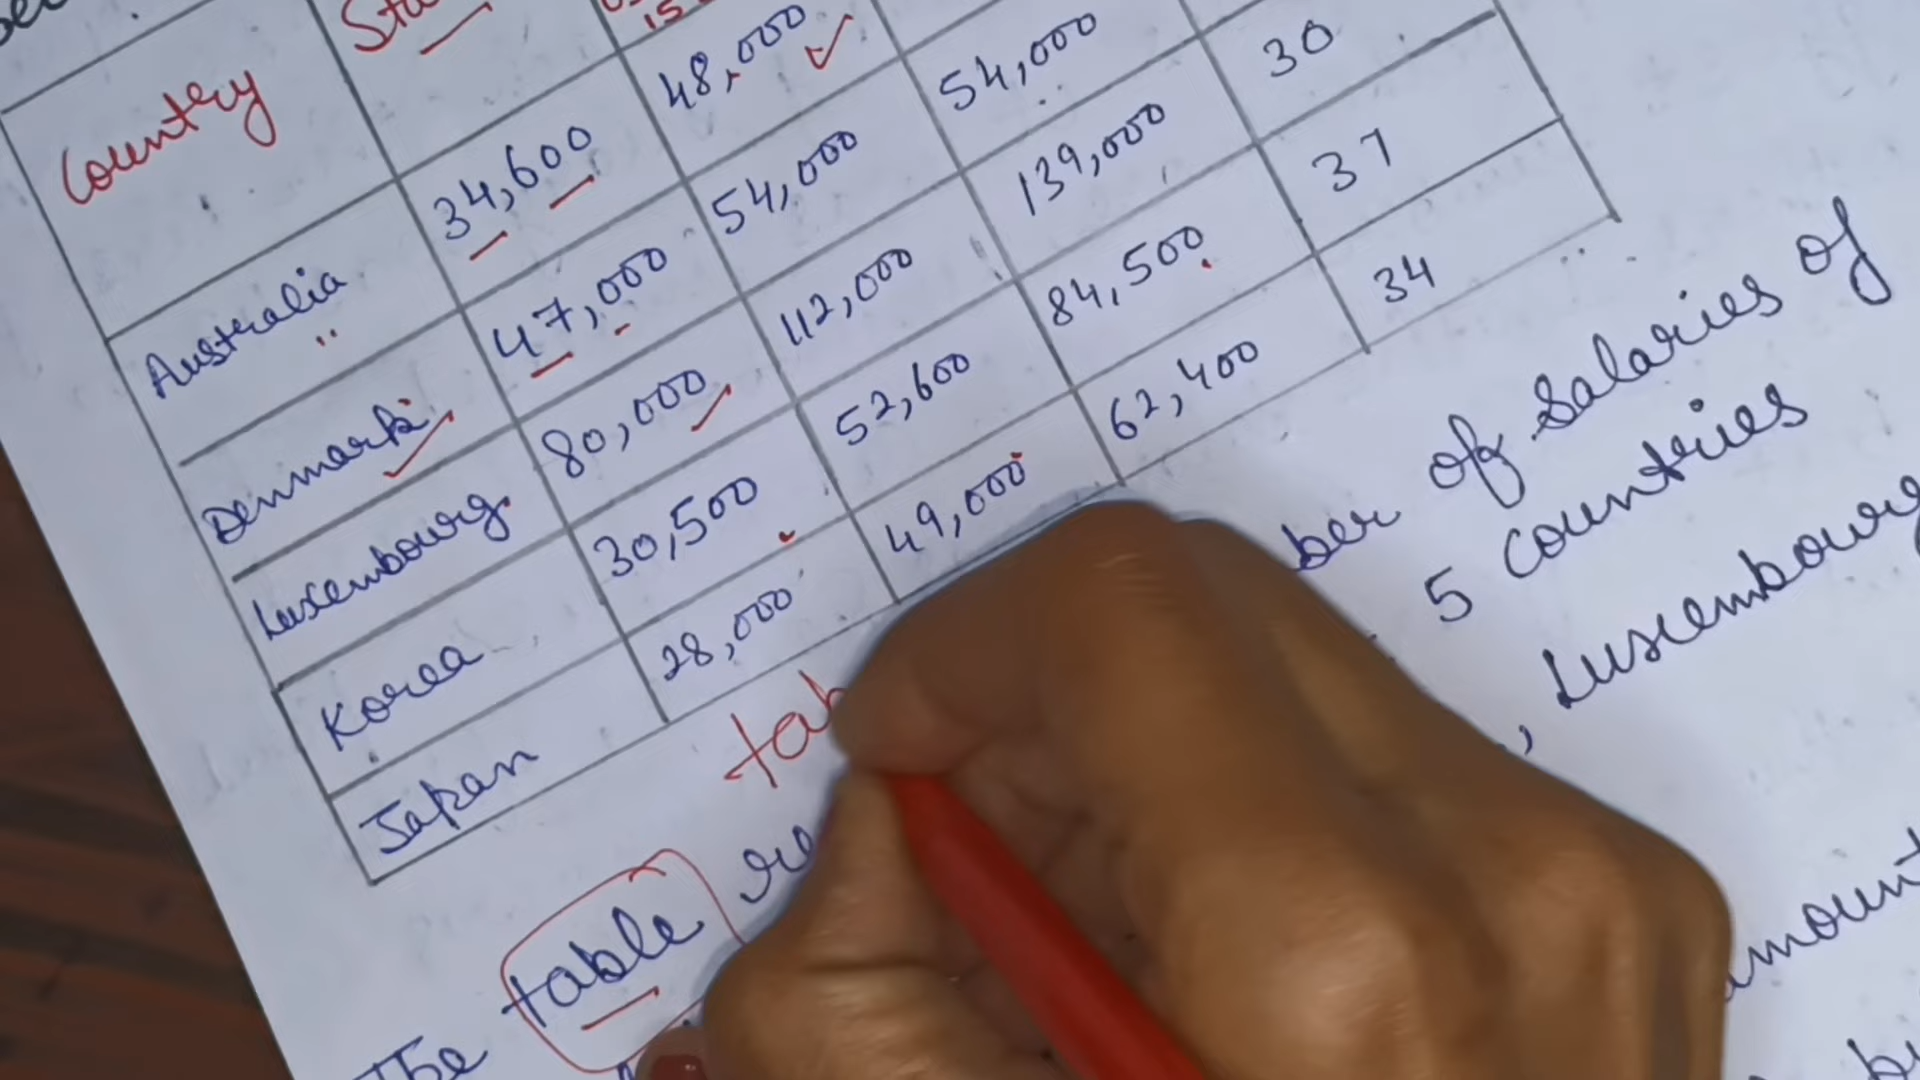 Country
15
Australia 34,600 48,000
Denmark 47,000 54,000 54,000
Luxembourg 80,000 112,000 139,000 30
Korea 30,500 52,600 84,500 37
Japan 28,000 49,000 62,400 34
tab
The table
of Salaries of
5 countries
, Luxembourg